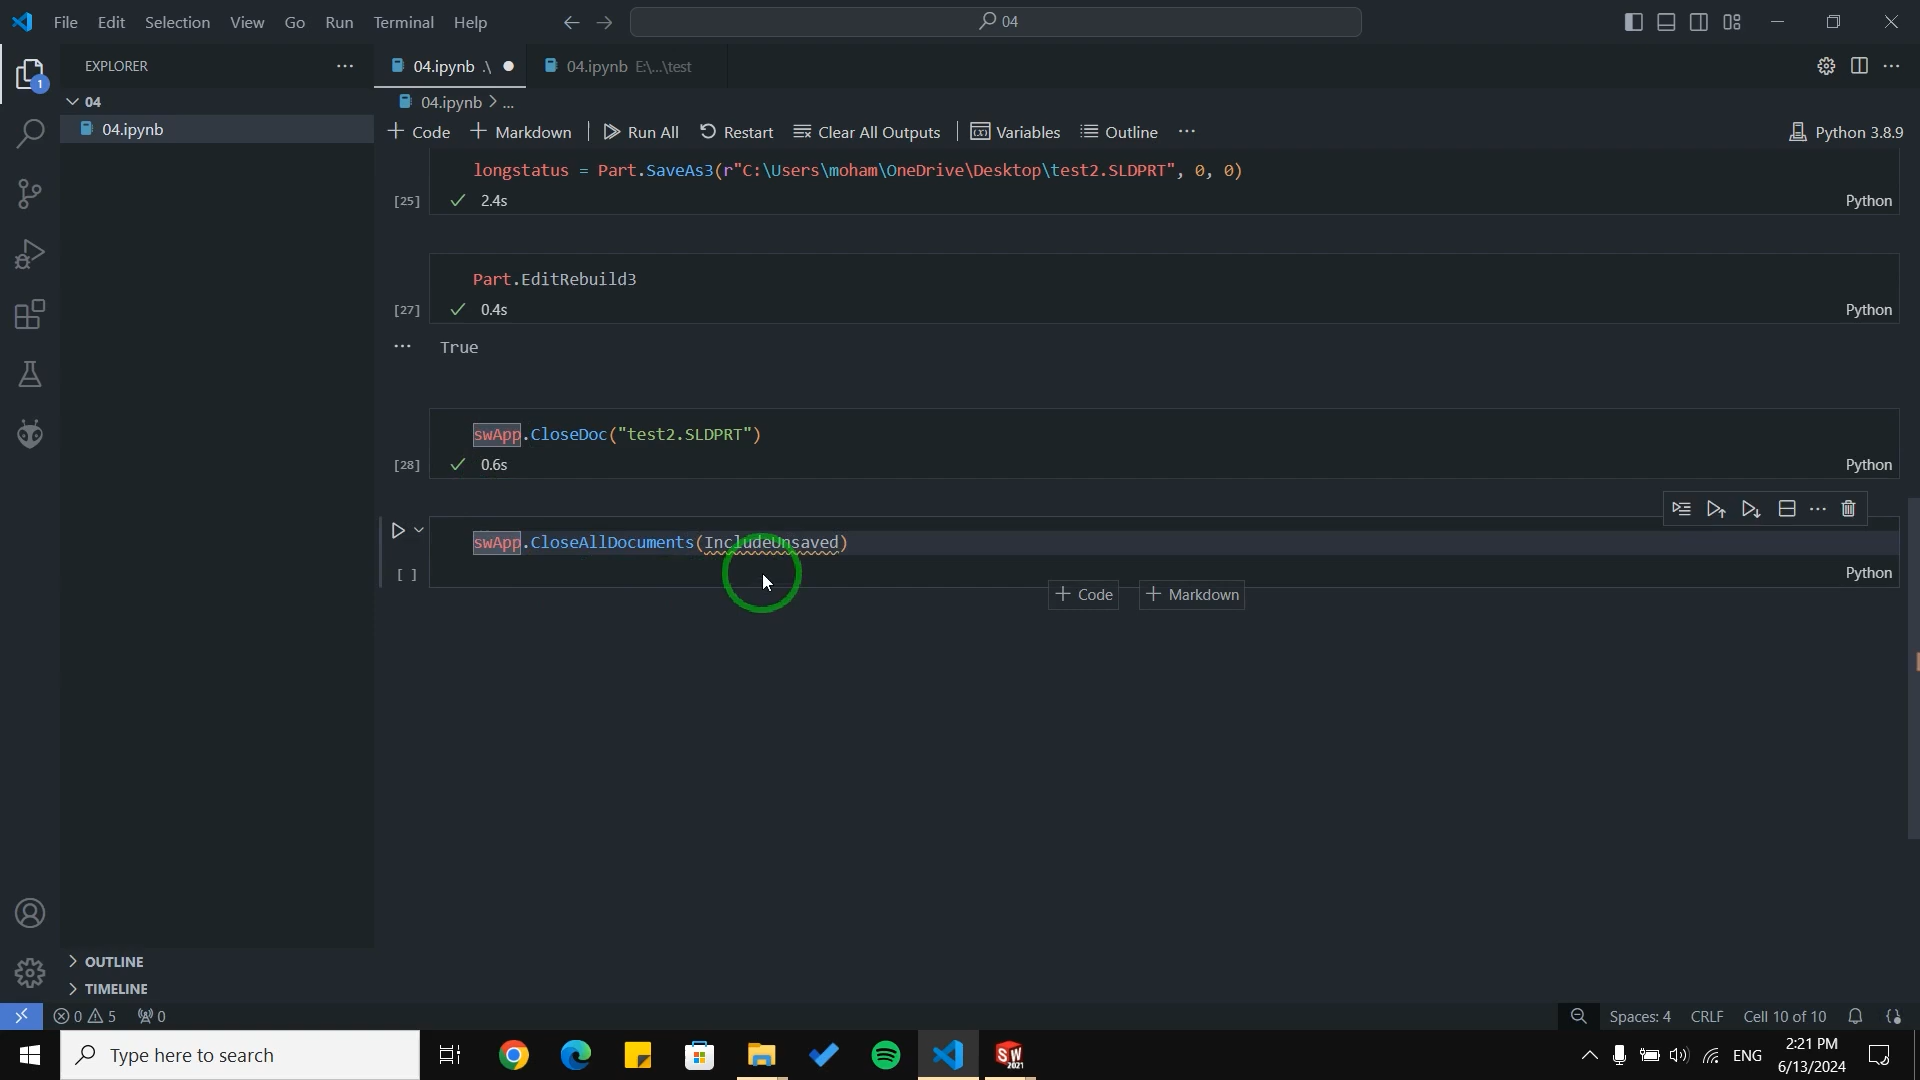 File Edit Selection View Go Run Terminal Help
04
EXPLORER
04.ipynb .\
04.ipynb E:\...\test
04
04.ipynb > ...
04.ipynb
Code Markdown Run All Restart Clear All Outputs Variables Outline ...
Python 3.8.9
longstatus = Part.SaveAs3(r"C:\Users\moham\OneDrive\Desktop\test2.SLDPRT", 0, 0)
[25] 2.4s Python
Part.EditRebuild3
[27] 0.4s Python
... True
swApp.CloseDoc("test2.SLDPRT")
[28] 0.6s Python
swApp.CloseAllDocuments(IncludeUnsaved)
[ ] Python
+ Code + Markdown
OUTLINE
TIMELINE
0 5 0
Spaces: 4 CRLF Cell 10 of 10
Type here to search
SW 2021
ENG
2:21 PM
6/13/2024
1